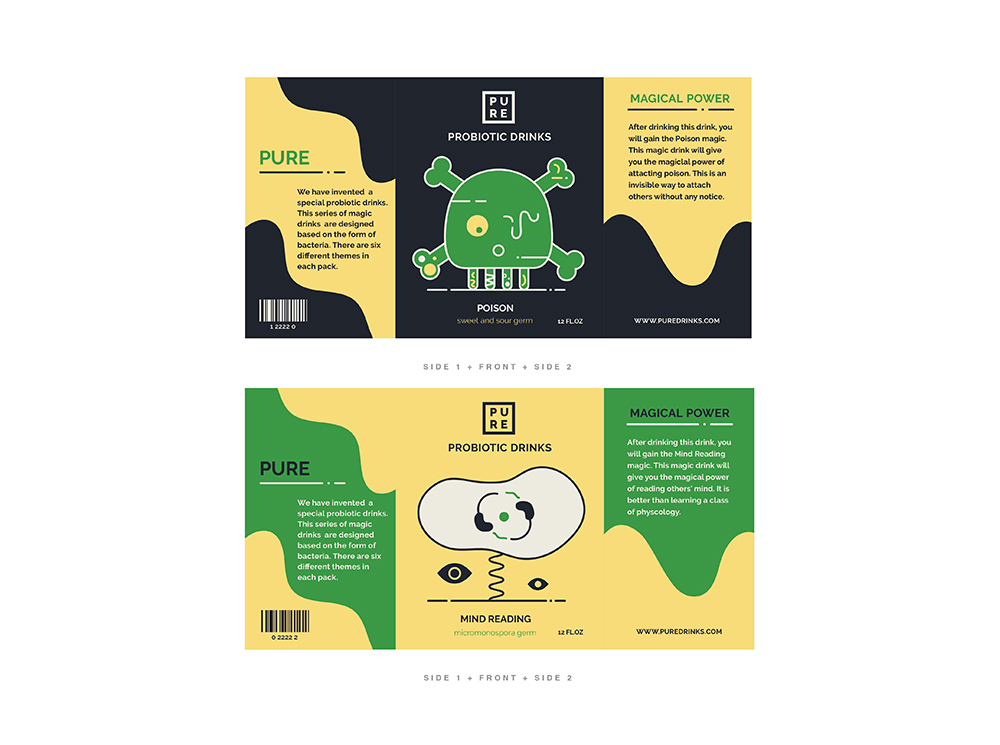 PURE
We have invented a
special probiotic drinks.
This series of magic
drinks are designed
based on the form of
bacteria. There are six
different themes in
each pack.
1 2222 0
PU
RE
PROBIOTIC DRINKS
POISON
sweet and sour germ
12 FL.OZ
MAGICAL POWER
After drinking this drink, you
will gain the Poison magic.
This magic drink will give
you the magiclal power of
attacting poison. This is an
invisible way to attach
others without any notice.
WWW.PUREDRINKS.COM
SIDE 1 + FRONT + SIDE 2
PURE
We have invented a
special probiotic drinks.
This series of magic
drinks are designed
based on the form of
bacteria. There are six
different themes in
each pack.
0 2222 2
PU
RE
PROBIOTIC DRINKS
MIND READING
micromonospora germ
12 FL.OZ
MAGICAL POWER
After drinking this drink, you
will gain the Mind Reading
magic. This magic drink will
give you the magical power
of reading others' mind. It is
better than learning a class
of physcology.
WWW.PUREDRINKS.COM
SIDE 1 + FRONT + SIDE 2